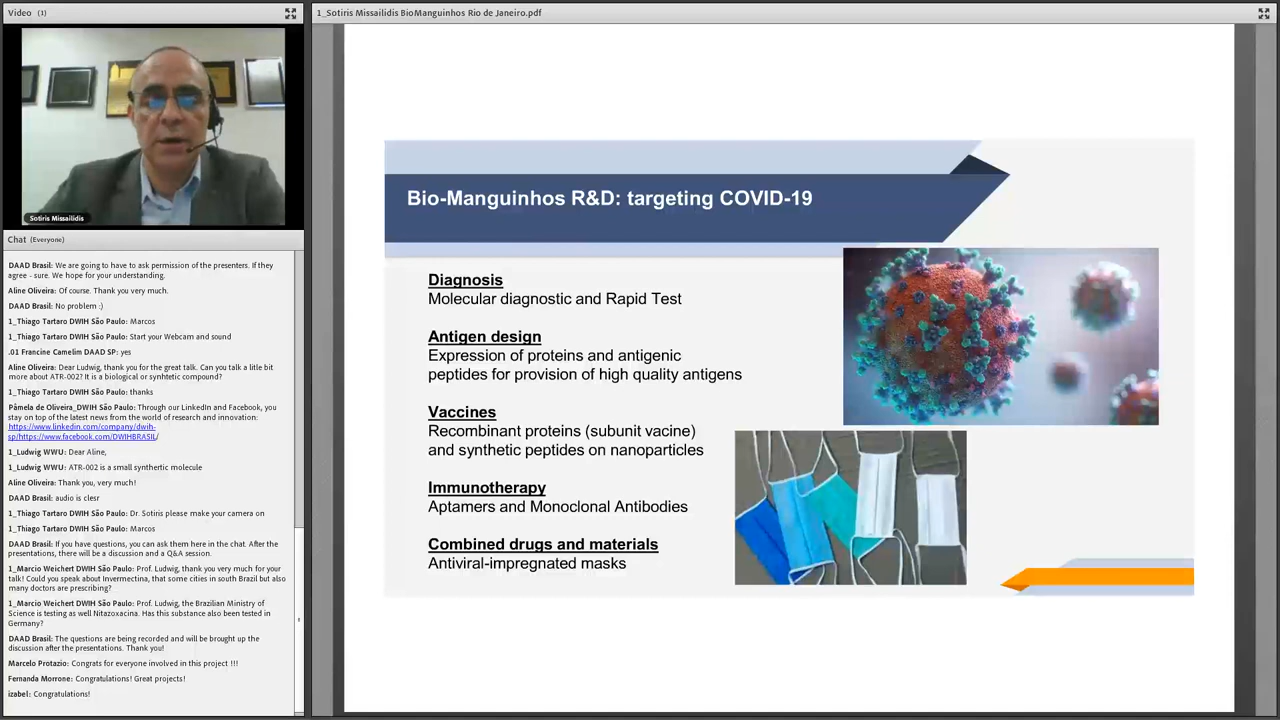 Video (1)
Sotiris Missailidis
Chat (Everyone)
DAAD Brasil: We are going to have to ask permission of the presenters. If they
agree - sure. We hope for your understanding.
Aline Oliveira: Of course. Thank you very much.
DAAD Brasil: No problem :)
1_Thiago Tartaro DWIH São Paulo: Marcos
1_Thiago Tartaro DWIH São Paulo: Start your Webcam and sound
.01 Francine Camelim DAAD SP: yes
Aline Oliveira: Dear Ludwig, thank you for the great talk. Can you talk a litle bit
more about ATR-002? It is a biological or synhtetic compound?
1_Thiago Tartaro DWIH São Paulo: thanks
Pâmela de Oliveira_DWIH São Paulo: Through our LinkedIn and Facebook, you
stay on top of the latest news from the world of research and innovation:
https://www.linkedin.com/company/dwih-
sp/https://www.facebook.com/DWIHBRASIL/
1_Ludwig WWU: Dear Aline,
1_Ludwig WWU: ATR-002 is a small synthertic molecule
Aline Oliveira: Thank you, very much!
DAAD Brasil: audio is clesr
1_Thiago Tartaro DWIH São Paulo: Dr. Sotiris please make your camera on
1_Thiago Tartaro DWIH São Paulo: Marcos
DAAD Brasil: If you have questions, you can ask them here in the chat. After the
presentations, there will be a discussion and a Q&A session.
1_Marcio Weichert DWIH São Paulo: Prof. Ludwig, thank you very much for your
talk! Could you speak about Invermectina, that some cities in south Brazil but also
many doctors are prescribing?
1_Marcio Weichert DWIH São Paulo: Prof. Ludwig, the Brazilian Ministry of
Science is testing as well Nitazoxacina. Has this substance also been tested in
Germany?
DAAD Brasil: The questions are being recorded and will be brought up the
discussion after the presentations. Thank you!
Marcelo Protazio: Congrats for everyone involved in this project !!!
Fernanda Morrone: Congratulations! Great projects!
izabel: Congratulations!
1_Sotiris Missailidis BioManguinhos Rio de Janeiro.pdf
Bio-Manguinhos R&D: targeting COVID-19
Diagnosis
Molecular diagnostic and Rapid Test
Antigen design
Expression of proteins and antigenic
peptides for provision of high quality antigens
Vaccines
Recombinant proteins (subunit vacine)
and synthetic peptides on nanoparticles
Immunotherapy
Aptamers and Monoclonal Antibodies
Combined drugs and materials
Antiviral-impregnated masks